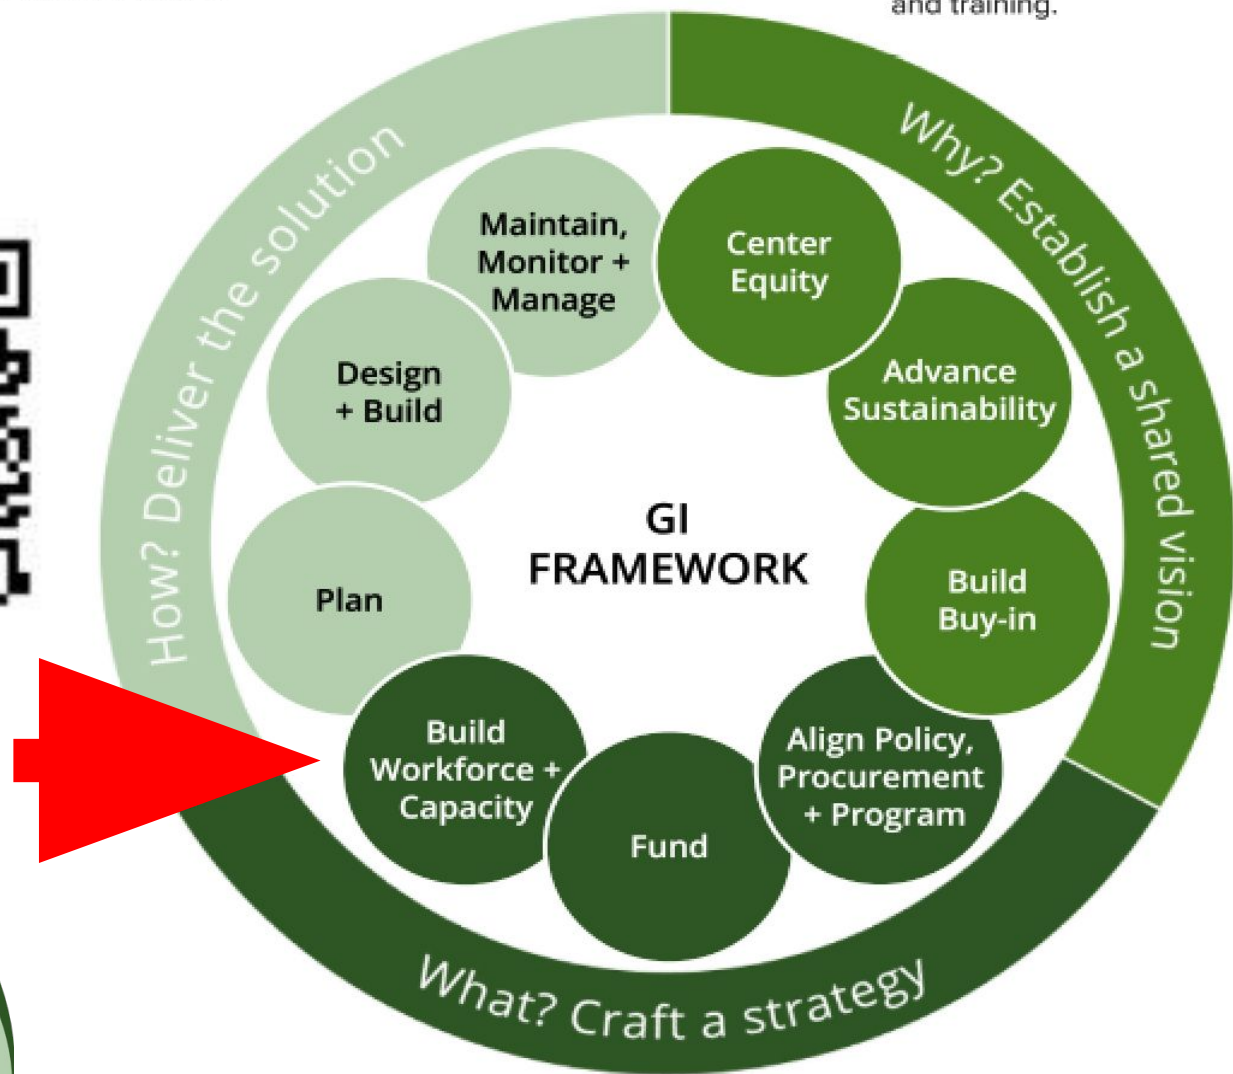 and training.
Why? Establish a shared vision
Center
Equity
Advance
Sustainability
Build
Buy-in
What? Craft a strategy
Align Policy,
Procurement
+ Program
Fund
Build
Workforce +
Capacity
How? Deliver the solution
Plan
Design
+ Build
Maintain,
Monitor +
Manage
GI
FRAMEWORK